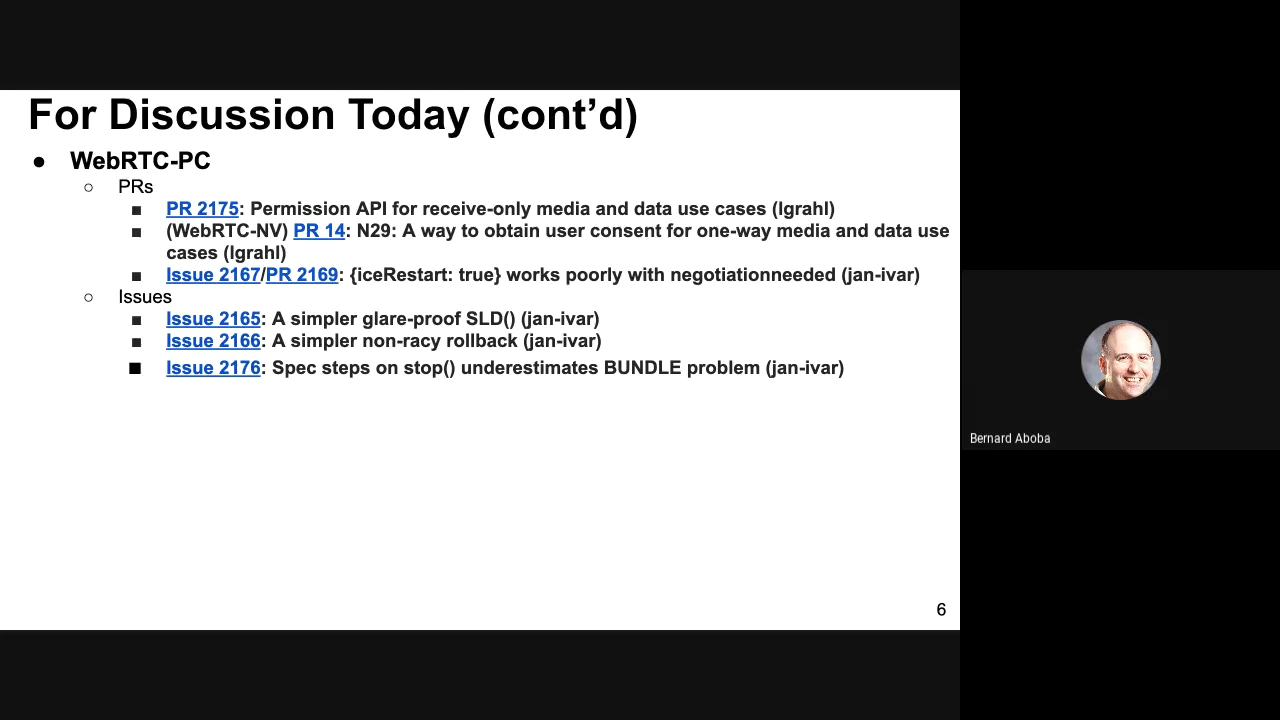 For Discussion Today (cont’d)
● WebRTC-PC
○ PRs
■ PR 2175: Permission API for receive-only media and data use cases (lgrahl)
■ (WebRTC-NV) PR 14: N29: A way to obtain user consent for one-way media and data use
cases (lgrahl)
■ Issue 2167/PR 2169: {iceRestart: true} works poorly with negotiationneeded (jan-ivar)
○ Issues
■ Issue 2165: A simpler glare-proof SLD() (jan-ivar)
■ Issue 2166: A simpler non-racy rollback (jan-ivar)
■ Issue 2176: Spec steps on stop() underestimates BUNDLE problem (jan-ivar)
6
Bernard Aboba